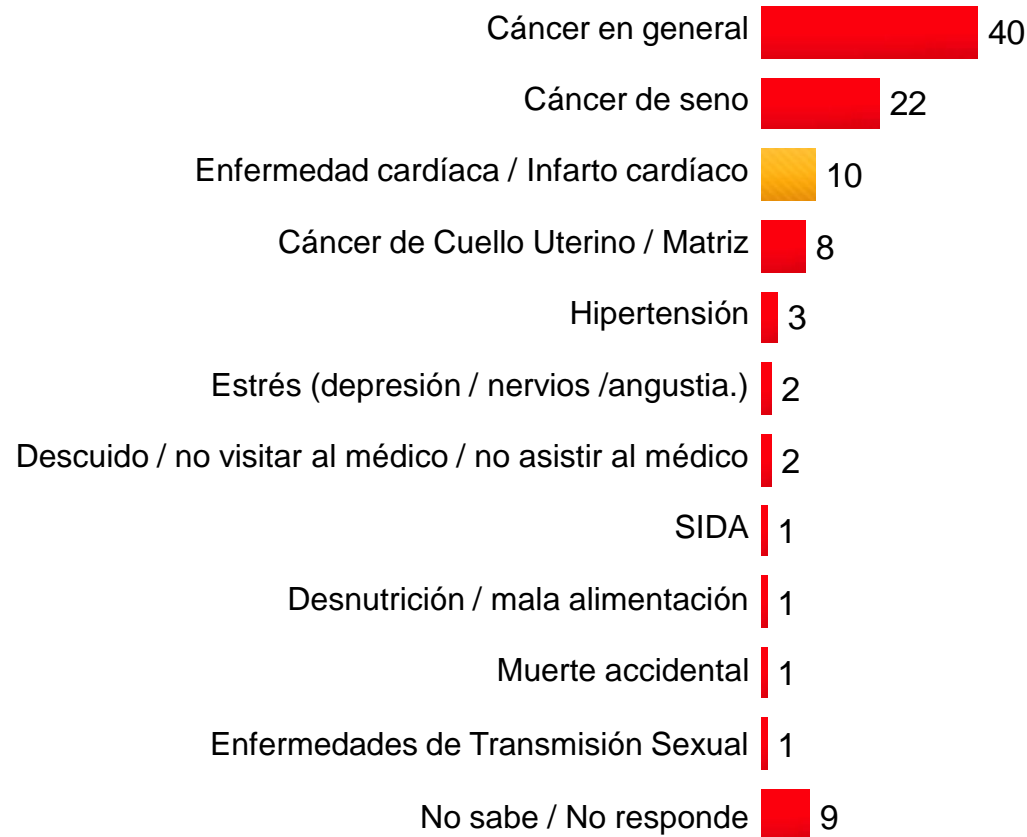 Cáncer en general 40
Cáncer de seno 22
Enfermedad cardíaca / Infarto cardíaco 10
Cáncer de Cuello Uterino / Matriz 8
Hipertensión 3
Estrés (depresión / nervios /angustia.) 2
Descuido / no visitar al médico / no asistir al médico 2
SIDA 1
Desnutrición / mala alimentación 1
Muerte accidental 1
Enfermedades de Transmisión Sexual 1
No sabe / No responde 9